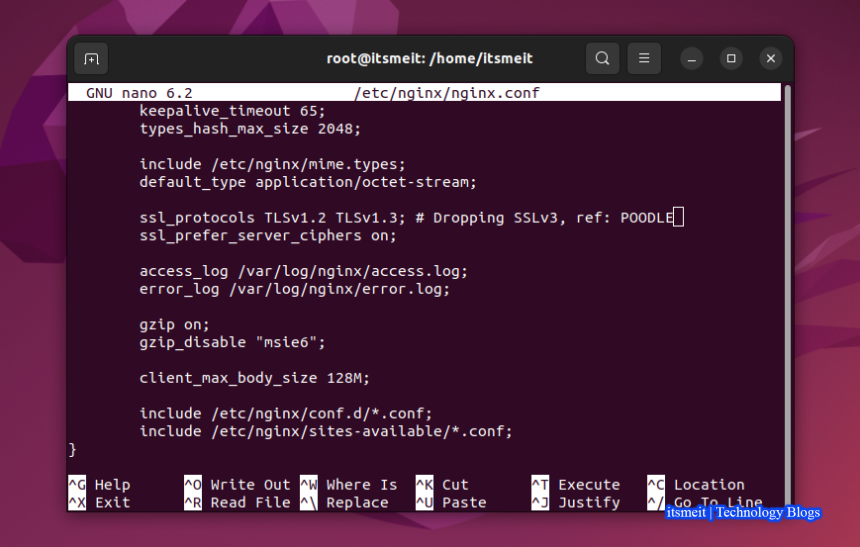 root@itsmeit: /home/itsmeit
GNU nano 6.2 /etc/nginx/nginx.conf
keepalive_timeout 65;
types_hash_max_size 2048;
include /etc/nginx/mime.types;
default_type application/octet-stream;
ssl_protocols TLSv1.2 TLSv1.3; # Dropping SSLv3, ref: POODLE
ssl_prefer_server_ciphers on;
access_log /var/log/nginx/access.log;
error_log /var/log/nginx/error.log;
gzip on;
gzip_disable "msie6";
client_max_body_size 128M;
include /etc/nginx/conf.d/*.conf;
include /etc/nginx/sites-available/*.conf;
}
^G Help ^O Write Out ^W Where Is ^K Cut ^T Execute ^C Location
^X Exit ^R Read File ^\ Replace ^U Paste ^J Justify ^/ Go To Line
itsmeit | Technology Blogs